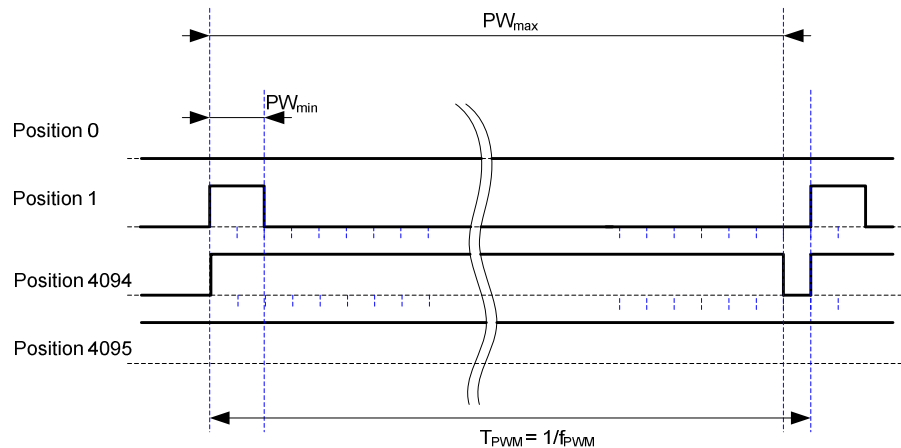 PWmax
PWmin
Position 0
Position 1
Position 4094
Position 4095
TPWM = 1/fPWM